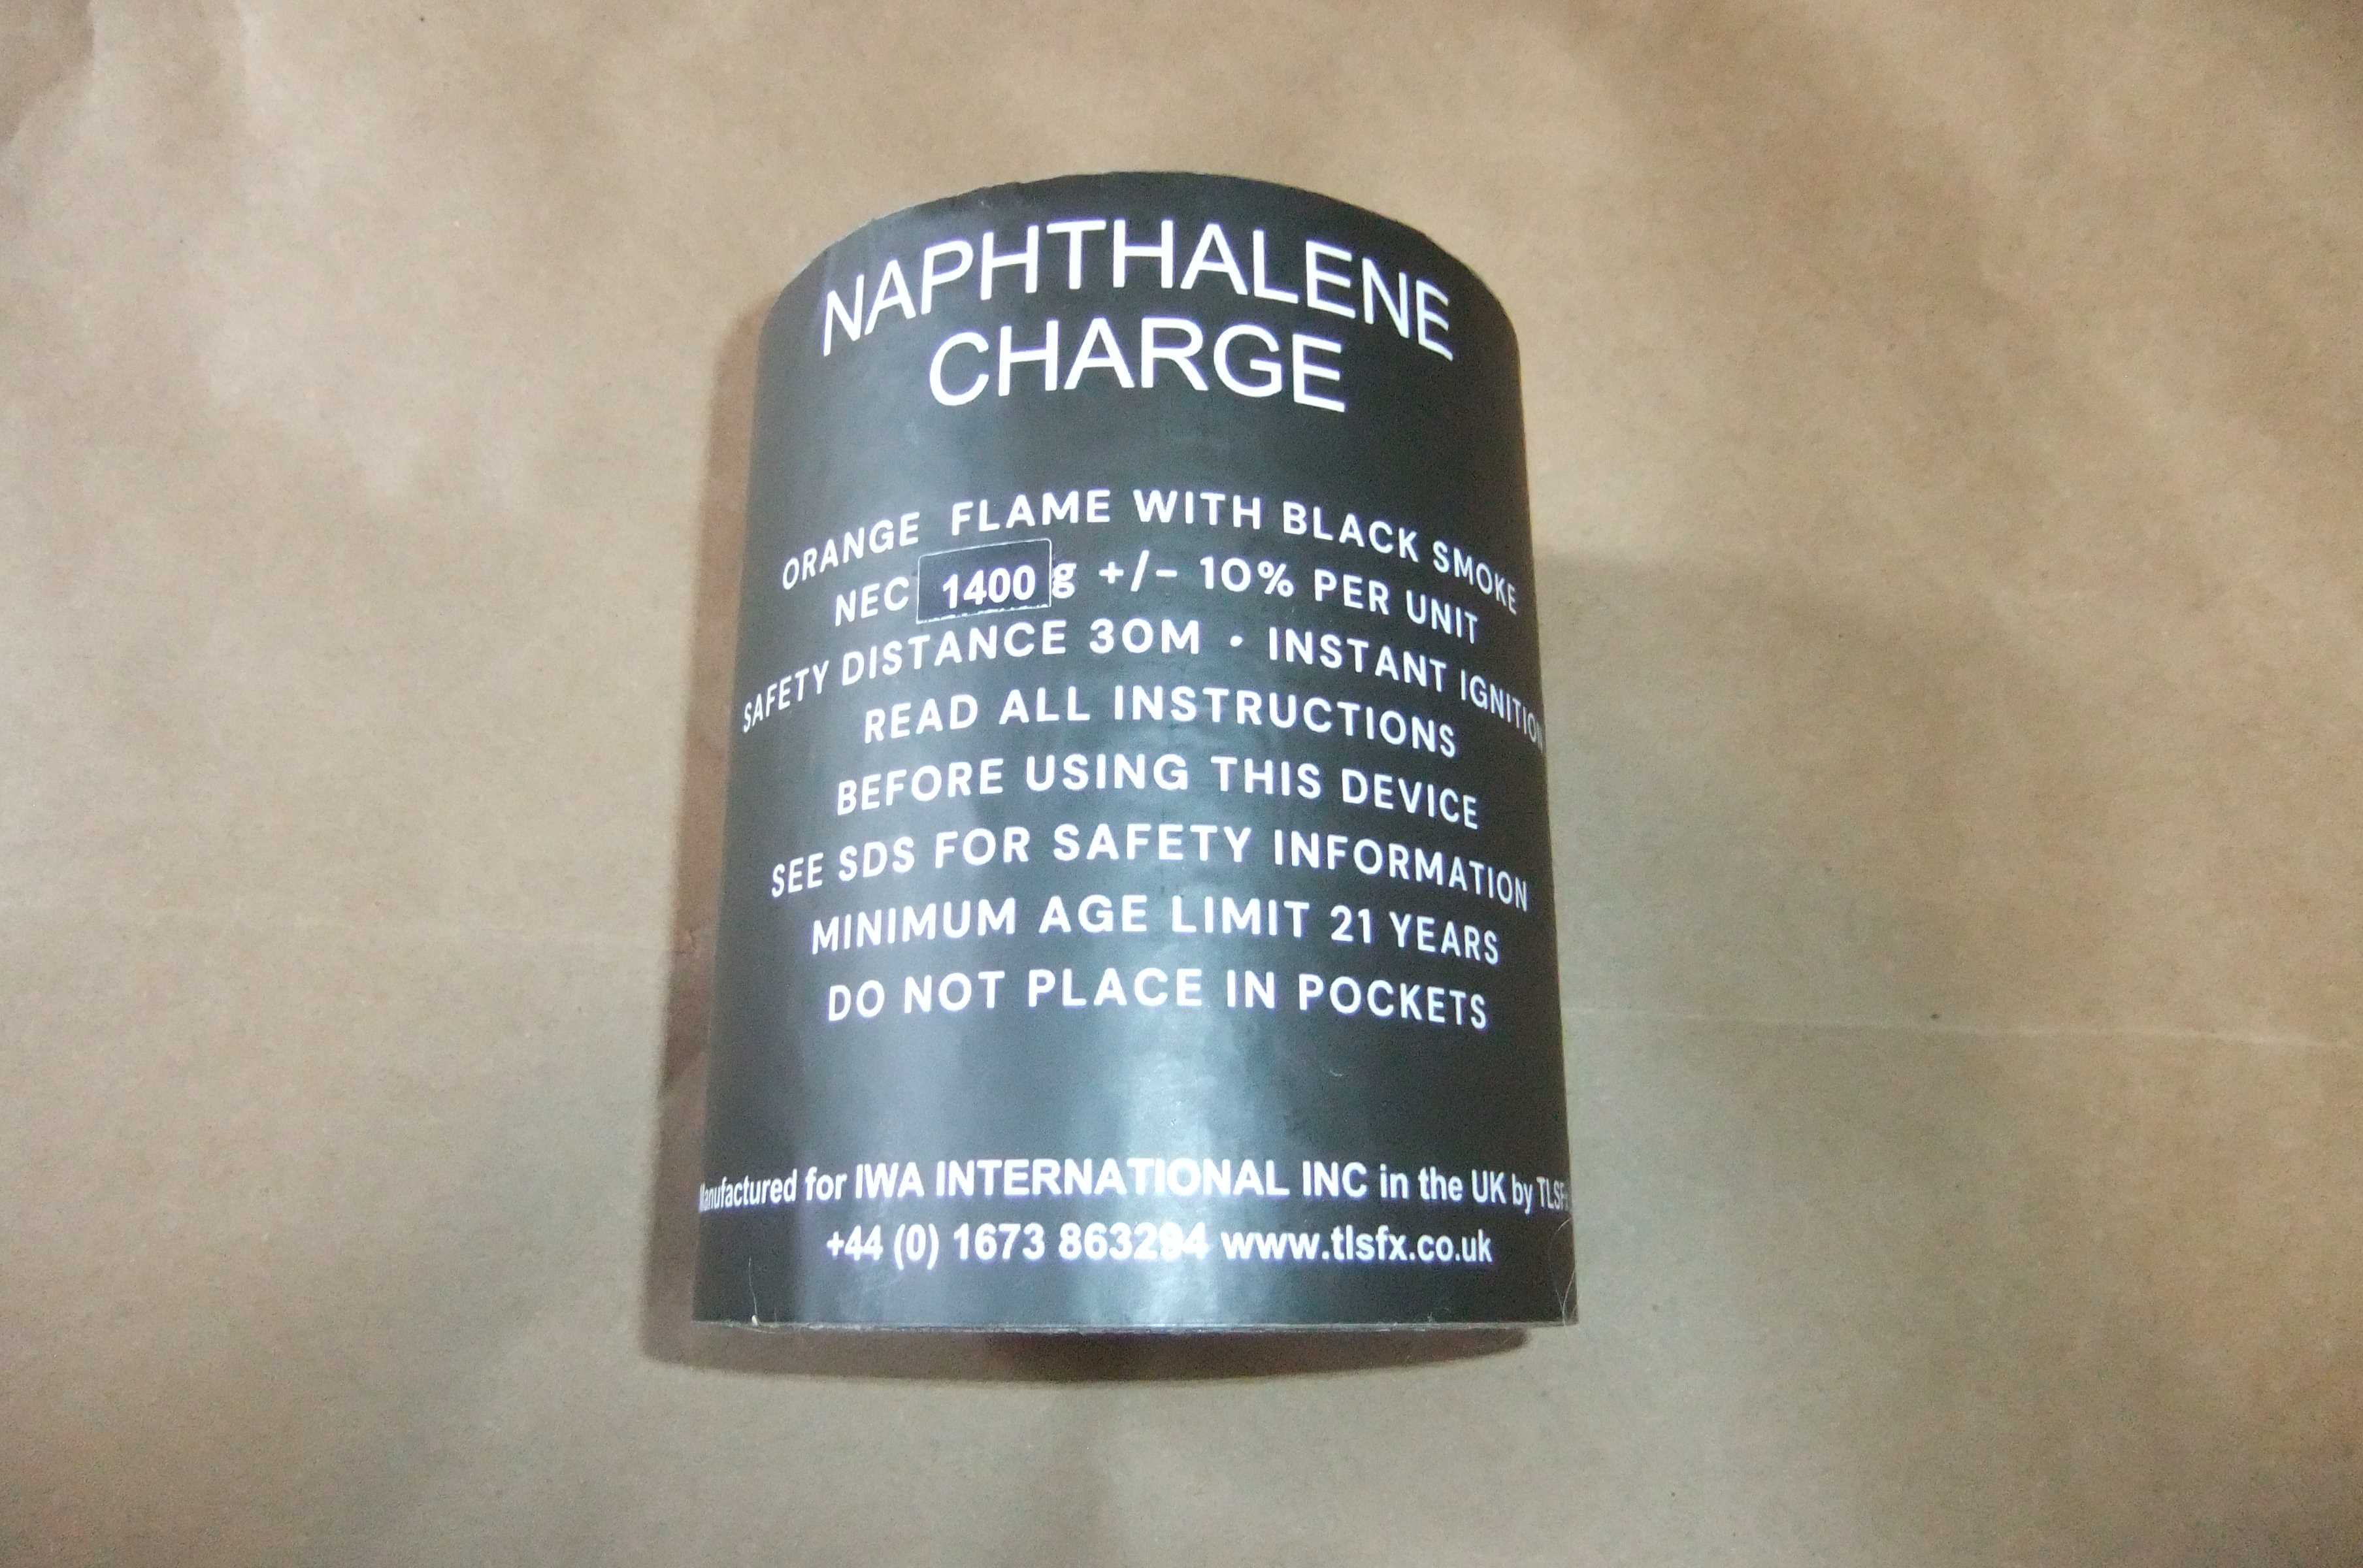 NAPHTHALENE
CHARGE
ORANGE FLAME WITH BLACK SMOKE
NEC 1400g +/- 10% PER UNIT
SAFETY DISTANCE 30M • INSTANT IGNITION
READ ALL INSTRUCTIONS
BEFORE USING THIS DEVICE
SEE SDS FOR SAFETY INFORMATION
MINIMUM AGE LIMIT 21 YEARS
DO NOT PLACE IN POCKETS
Manufactured for IWA INTERNATIONAL INC in the UK by
+44 (0) 1673 863294 www.tlsfx.co.uk